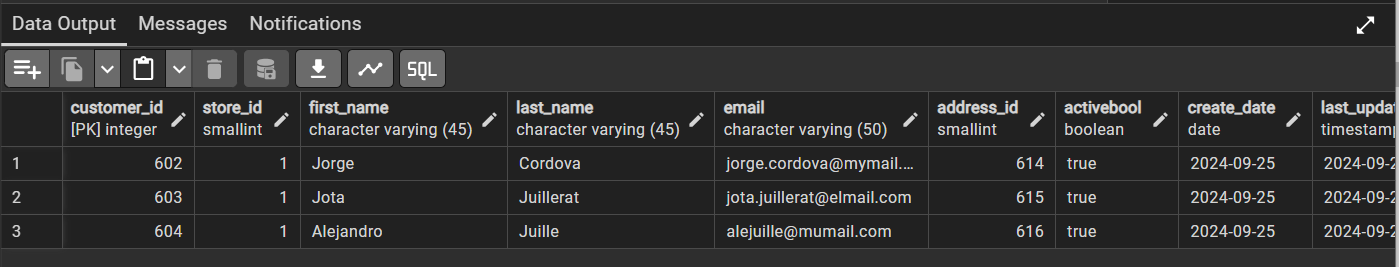 Data Output Messages Notifications
SQL
customer_id store_id first_name last_name email address_id activebool create_date last_upda
[PK] integer smallint character varying (45) character varying (45) character varying (50) smallint boolean date timestam
1 602 1 Jorge Cordova jorge.cordova@mymail.... 614 true 2024-09-25 2024-09-2
2 603 1 Jota Juillerat jota.juillerat@elmail.com 615 true 2024-09-25 2024-09-2
3 604 1 Alejandro Juille alejuille@mumail.com 616 true 2024-09-25 2024-09-2